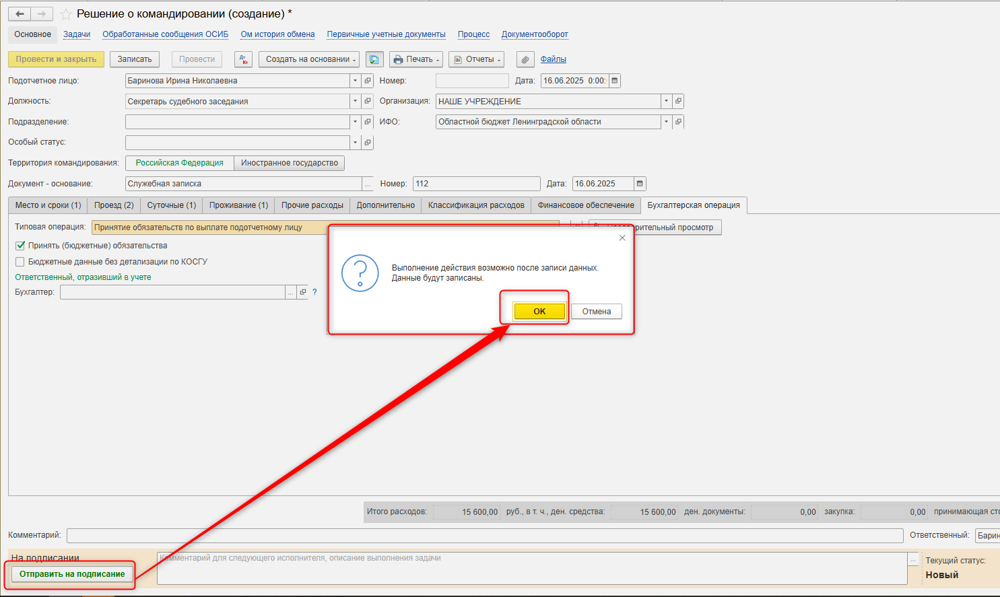 Решение о командировании (создание) *
Основное Задачи Обработанные сообщения ОСИБ Ом история обмена Первичные учетные документы Процесс Документооборот
Провести и закрыть Записать Провести Дт Кт Создать на основании Печать Отчеты Файлы
Подотчетное лицо: Баринова Ирина Николаевна Номер: Дата: 16.06.2025 0:00:
Должность: Секретарь судебного заседания Организация: НАШЕ УЧРЕЖДЕНИЕ
Подразделение: ИФО: Областной бюджет Ленинградской области
Особый статус:
Территория командирования: Российская Федерация Иностранное государство
Документ - основание: Служебная записка ... Номер: 112 Дата: 16.06.2025
Место и сроки (1) Проезд (2) Суточные (1) Проживание (1) Прочие расходы Дополнительно Классификация расходов Финансовое обеспечение Бухгалтерская операция
Типовая операция: Принятие обязательств по выплате подотчетному лицу просмотр
Принять (бюджетные) обязательства
Бюджетные данные без детализации по КОСГУ
Ответственный, отразивший в учете
Бухгалтер: ... ?
Выполнение действия возможно после записи данных.
Данные будут записаны.
ОК Отмена
Итого расходов: 15 600,00 руб., в т. ч., ден. средства: 15 600,00 ден. документы: 0,00 закупка: 0,00 принимающая сто
Комментарий: Ответственный: Барин
На подписании
Комментарий для следующего исполнителя, описание выполнения задачи ...
Отправить на подписание
Текущий статус:
Новый